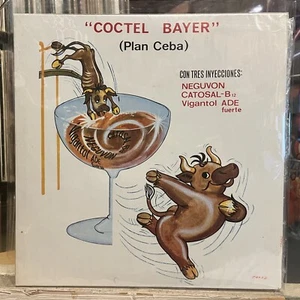 "COCTEL BAYER"
(Plan Ceba)
CON TRES INYECCIONES:
NEGUVON
CATOSAL-B12
Vigantol ADE
fuerte